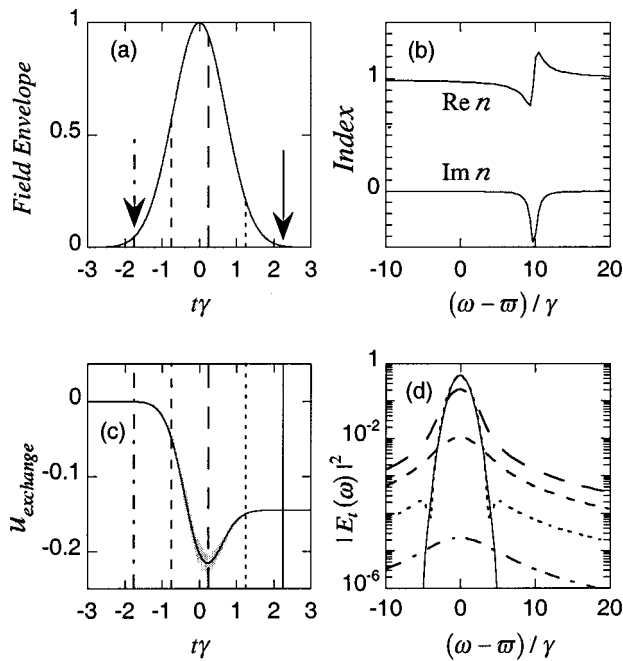 (a)
Field Envelope
1
0.5
0
-3 -2 -1 0 1 2 3
tγ
(b)
Index
1
0
Re n
Im n
-10 0 10 20
(ω − ϖ) / γ
(c)
u_exchange
0
-0.1
-0.2
-3 -2 -1 0 1 2 3
tγ
(d)
|E_t(ω)|²
1
10⁻²
10⁻⁶
-10 0 10 20
(ω − ϖ) / γ